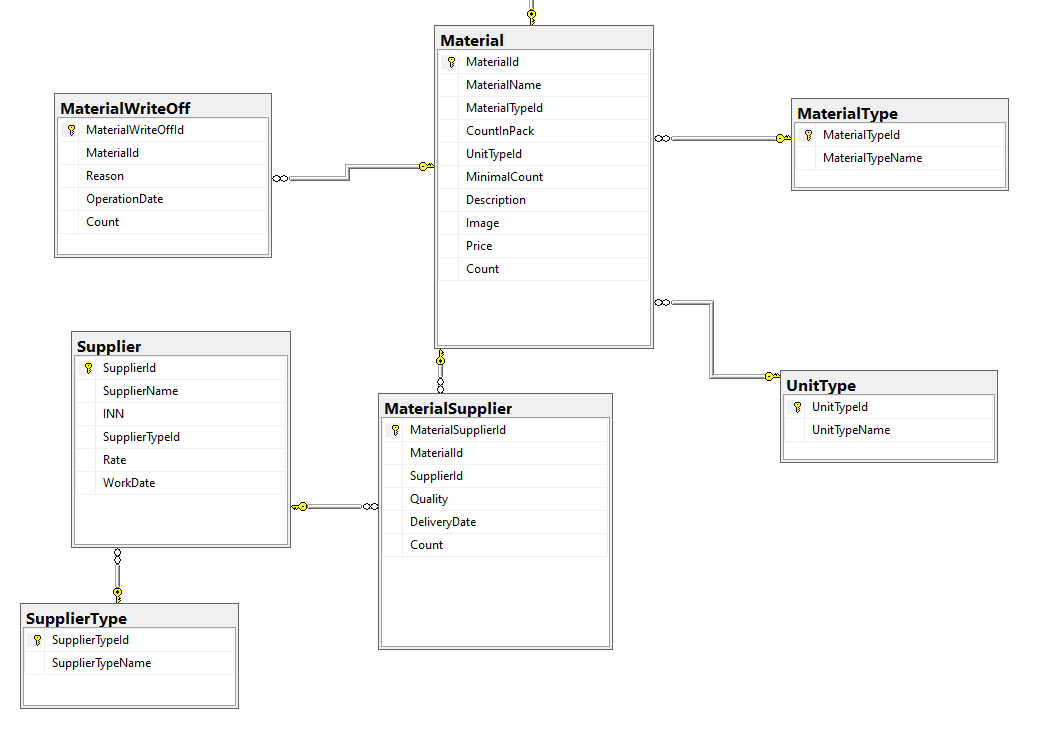 Material
MaterialId
MaterialName
MaterialTypeId
CountInPack
UnitTypeId
MinimalCount
Description
Image
Price
Count
MaterialWriteOff
MaterialWriteOffId
MaterialId
Reason
OperationDate
Count
MaterialType
MaterialTypeId
MaterialTypeName
Supplier
SupplierId
SupplierName
INN
SupplierTypeId
Rate
WorkDate
MaterialSupplier
MaterialSupplierId
MaterialId
SupplierId
Quality
DeliveryDate
Count
UnitType
UnitTypeId
UnitTypeName
SupplierType
SupplierTypeId
SupplierTypeName